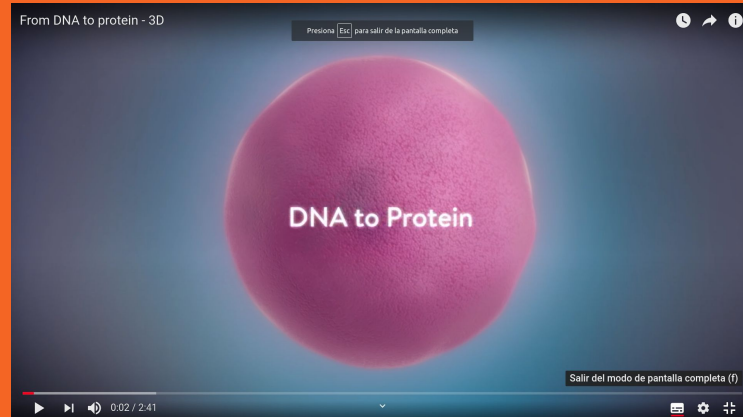 From DNA to protein - 3D
Presiona Esc para salir de la pantalla completa
DNA to Protein
Salir del modo de pantalla completa (f)
0:02 / 2:41